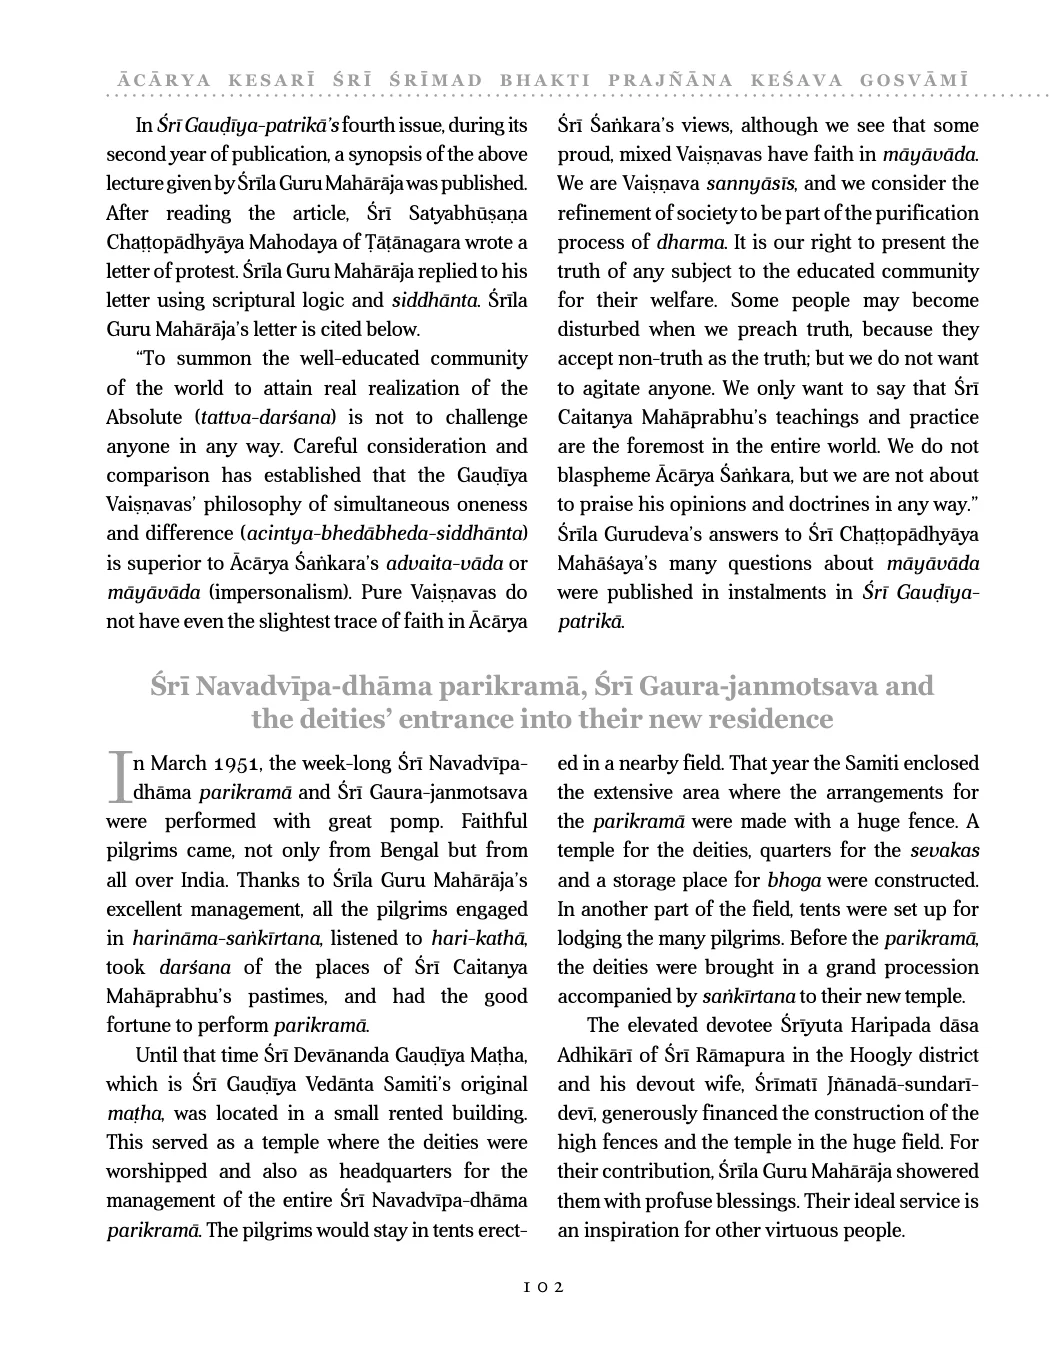 ĀCĀRYA KESARĪ ŚRĪ ŚRĪMAD BHAKTI PRAJÑĀNA KEŚAVA GOSVĀMĪ
In Śrī Gauḍīya-patrikā’s fourth issue, during its
second year of publication, a synopsis of the above
lecture given by Śrīla Guru Mahārāja was published.
After reading the article, Śrī Satyabhūṣaṇa
Chaṭṭopādhyāya Mahodaya of Ṭāṭānagara wrote a
letter of protest. Śrīla Guru Mahārāja replied to his
letter using scriptural logic and siddhānta. Śrīla
Guru Mahārāja’s letter is cited below.
“To summon the well-educated community
of the world to attain real realization of the
Absolute (tattva-darśana) is not to challenge
anyone in any way. Careful consideration and
comparison has established that the Gauḍīya
Vaiṣṇavas’ philosophy of simultaneous oneness
and difference (acintya-bhedābheda-siddhānta)
is superior to Ācārya Śaṅkara’s advaita-vāda or
māyāvāda (impersonalism). Pure Vaiṣṇavas do
not have even the slightest trace of faith in Ācārya
Śrī Śaṅkara’s views, although we see that some
proud, mixed Vaiṣṇavas have faith in māyāvāda.
We are Vaiṣṇava sannyāsīs, and we consider the
refinement of society to be part of the purification
process of dharma. It is our right to present the
truth of any subject to the educated community
for their welfare. Some people may become
disturbed when we preach truth, because they
accept non-truth as the truth; but we do not want
to agitate anyone. We only want to say that Śrī
Caitanya Mahāprabhu’s teachings and practice
are the foremost in the entire world. We do not
blaspheme Ācārya Śaṅkara, but we are not about
to praise his opinions and doctrines in any way.”
Śrīla Gurudeva’s answers to Śrī Chaṭṭopādhyāya
Mahāśaya’s many questions about māyāvāda
were published in instalments in Śrī Gauḍīya-
patrikā.
Śrī Navadvīpa-dhāma parikramā, Śrī Gaura-janmotsava and
the deities’ entrance into their new residence
In March 1951, the week-long Śrī Navadvīpa-
dhāma parikramā and Śrī Gaura-janmotsava
were performed with great pomp. Faithful
pilgrims came, not only from Bengal but from
all over India. Thanks to Śrīla Guru Mahārāja’s
excellent management, all the pilgrims engaged
in harināma-saṅkīrtana, listened to hari-kathā,
took darśana of the places of Śrī Caitanya
Mahāprabhu’s pastimes, and had the good
fortune to perform parikramā.
Until that time Śrī Devānanda Gauḍīya Maṭha,
which is Śrī Gauḍīya Vedānta Samiti’s original
maṭha, was located in a small rented building.
This served as a temple where the deities were
worshipped and also as headquarters for the
management of the entire Śrī Navadvīpa-dhāma
parikramā. The pilgrims would stay in tents erect-
ed in a nearby field. That year the Samiti enclosed
the extensive area where the arrangements for
the parikramā were made with a huge fence. A
temple for the deities, quarters for the sevakas
and a storage place for bhoga were constructed.
In another part of the field, tents were set up for
lodging the many pilgrims. Before the parikramā,
the deities were brought in a grand procession
accompanied by saṅkīrtana to their new temple.
The elevated devotee Śrīyuta Haripada dāsa
Adhikārī of Śrī Rāmapura in the Hoogly district
and his devout wife, Śrīmatī Jñānadā-sundarī-
devī, generously financed the construction of the
high fences and the temple in the huge field. For
their contribution, Śrīla Guru Mahārāja showered
them with profuse blessings. Their ideal service is
an inspiration for other virtuous people.
102